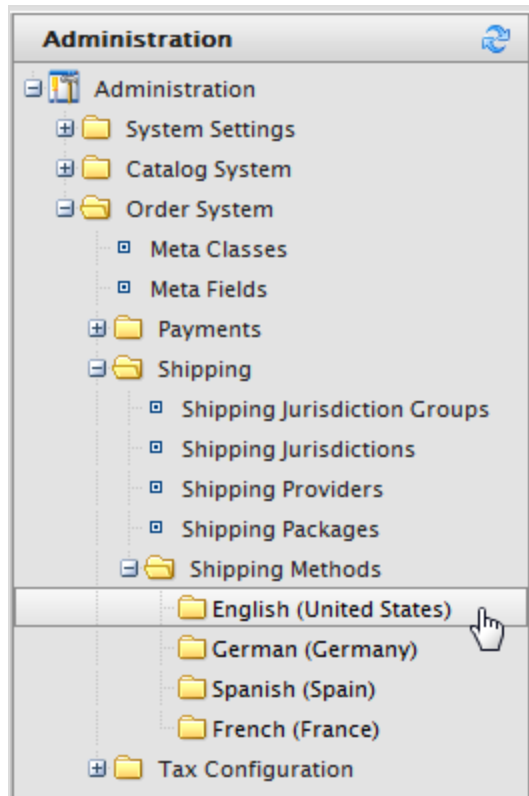 Administration
Administration
System Settings
Catalog System
Order System
Meta Classes
Meta Fields
Payments
Shipping
Shipping Jurisdiction Groups
Shipping Jurisdictions
Shipping Providers
Shipping Packages
Shipping Methods
English (United States)
German (Germany)
Spanish (Spain)
French (France)
Tax Configuration